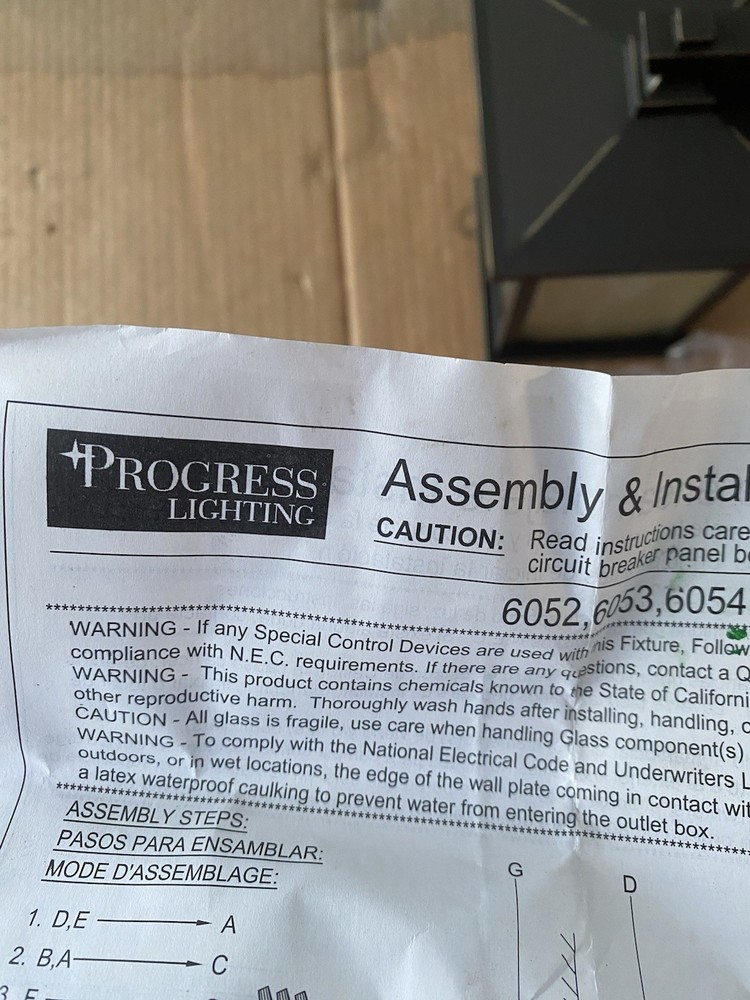 PROGRESS
LIGHTING
Assembly & Instal
CAUTION: Read instructions care
circuit breaker panel b
6052,6053,6054
WARNING - If any Special Control Devices are used with this Fixture, Follow
compliance with N.E.C. requirements. If there are any questions, contact a Q
WARNING - This product contains chemicals known to the State of Californi
other reproductive harm. Thoroughly wash hands after installing, handling, c
CAUTION - All glass is fragile, use care when handling Glass component(s)
WARNING - To comply with the National Electrical Code and Underwriters L
outdoors, or in wet locations, the edge of the wall plate coming in contact wit
a latex waterproof caulking to prevent water from entering the outlet box.
ASSEMBLY STEPS:
PASOS PARA ENSAMBLAR:
MODE D'ASSEMBLAGE:
G
D
1. D,E A
2. B,A C